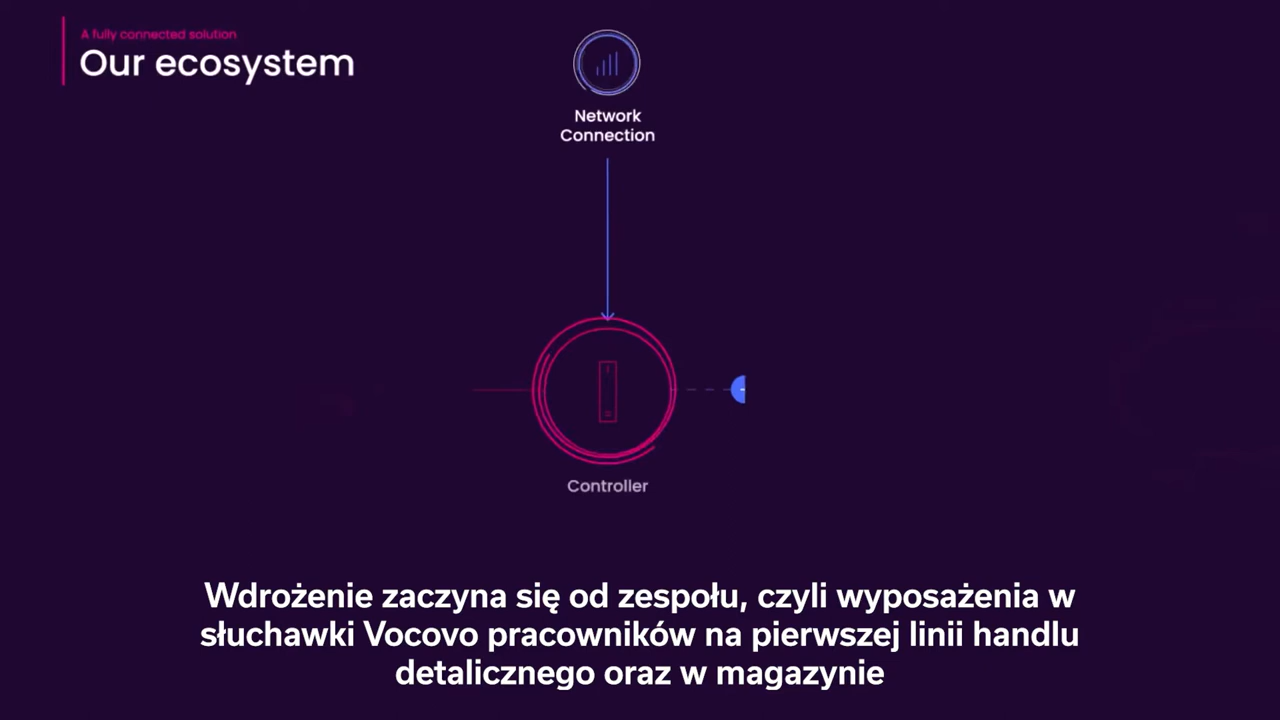 A fully connected solution
Our ecosystem
Network
Connection
Controller
Wdrożenie zaczyna się od zespołu, czyli wyposażenia w
słuchawki Vocovo pracowników na pierwszej linii handlu
detalicznego oraz w magazynie